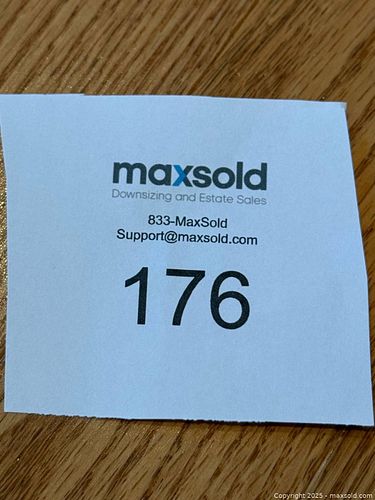 maxsold
Downsizing and Estate Sales
833-MaxSold
Support@maxsold.com
176
Copyright 2025 - maxsold.com